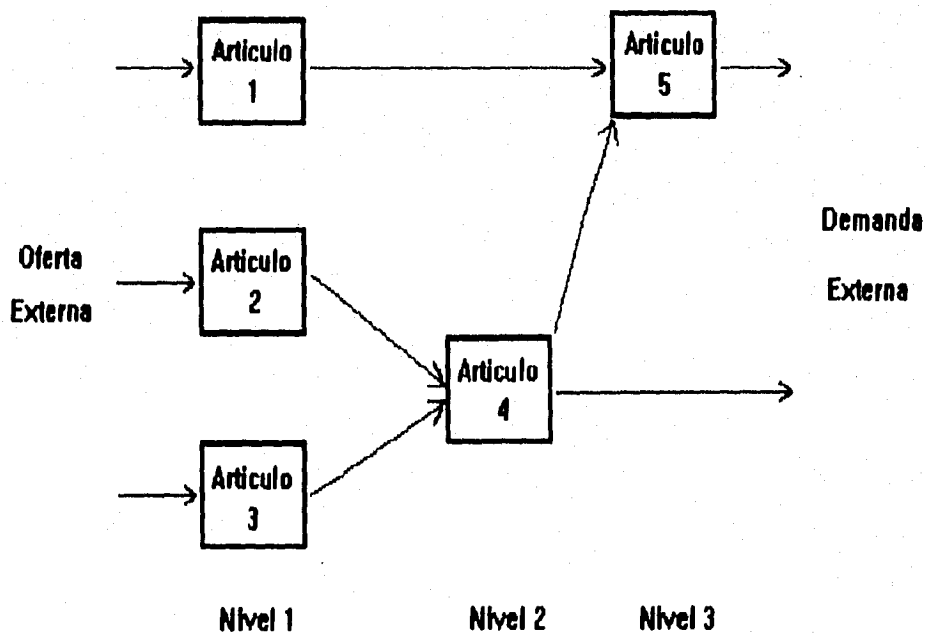 Articulo
1
Articulo
5
Oferta
Externa
Articulo
2
Demanda
Externa
Articulo
4
Articulo
3
Nivel 1
Nivel 2
Nivel 3